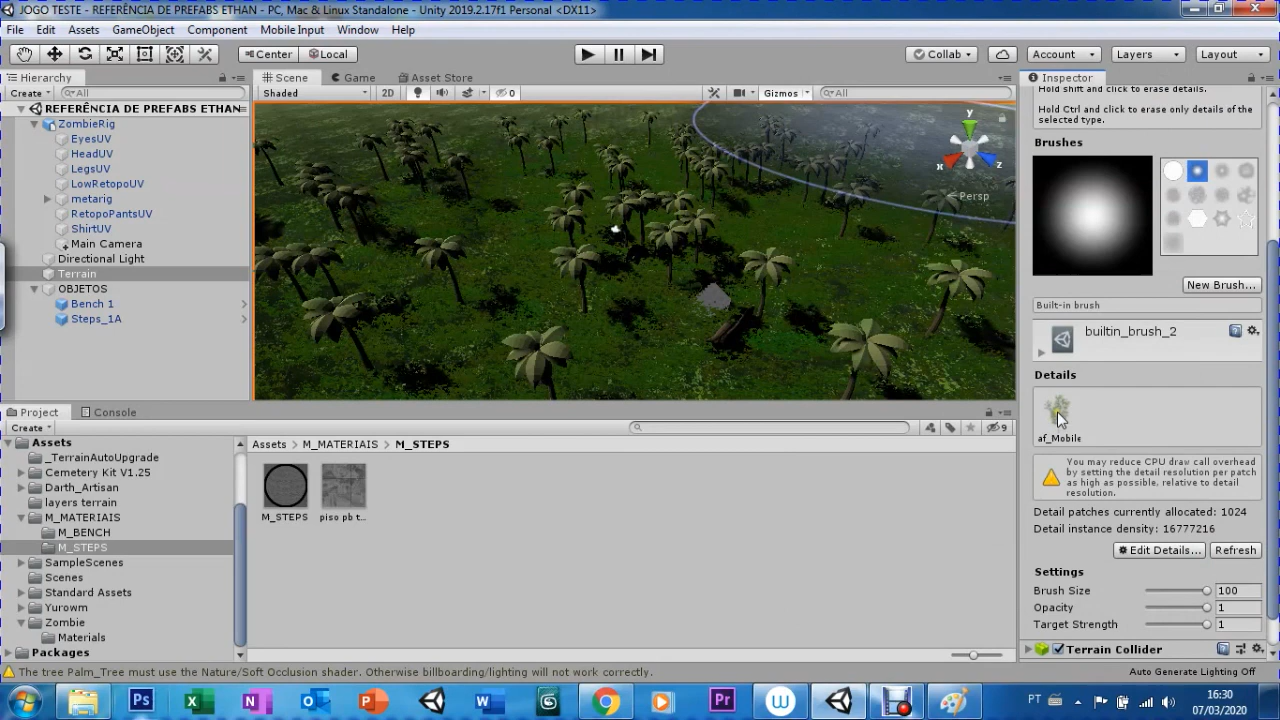 JOGO TESTE - REFERÊNCIA DE PREFABS ETHAN - PC, Mac & Linux Standalone - Unity 2019.2.17f1 Personal <DX11>
File Edit Assets GameObject Component Mobile Input Window Help
Center Local Collab Account Layers Layout
Hierarchy Scene Game Asset Store Inspector
Create All Shaded 2D 0 Gizmos All
Hold shift and click to erase details.
Hold Ctrl and click to erase only details of the
selected type.
REFERÊNCIA DE PREFABS ETHAN
ZombieRig
EyesUV
HeadUV
LegsUV
LowRetopoUV
metarig
RetopoPantsUV
ShirtUV
Main Camera
Directional Light
Terrain
OBJETOS
Bench 1
Steps_1A
y
x
z
Persp
Brushes
New Brush...
Built-in brush
builtin_brush_2
Details
af_Mobile
You may reduce CPU draw call overhead
by setting the detail resolution per patch
as high as possible, relative to detail
resolution.
Detail patches currently allocated: 1024
Detail instance density: 16777216
Edit Details... Refresh
Settings
Brush Size 100
Opacity 1
Target Strength 1
Terrain Collider
Auto Generate Lighting Off
Project Console
Create 9
Assets
_TerrainAutoUpgrade
Cemetery Kit V1.25
Darth_Artisan
layers terrain
M_MATERIAIS
M_BENCH
M_STEPS
SampleScenes
Scenes
Standard Assets
Yurowm
Zombie
Materials
Packages
Assets M_MATERIAIS M_STEPS
M_STEPS piso pb t...
The tree Palm_Tree must use the Nature/Soft Occlusion shader. Otherwise billboarding/lighting will not work correctly.
Ps N W Pr W
PT 16:30
07/03/2020